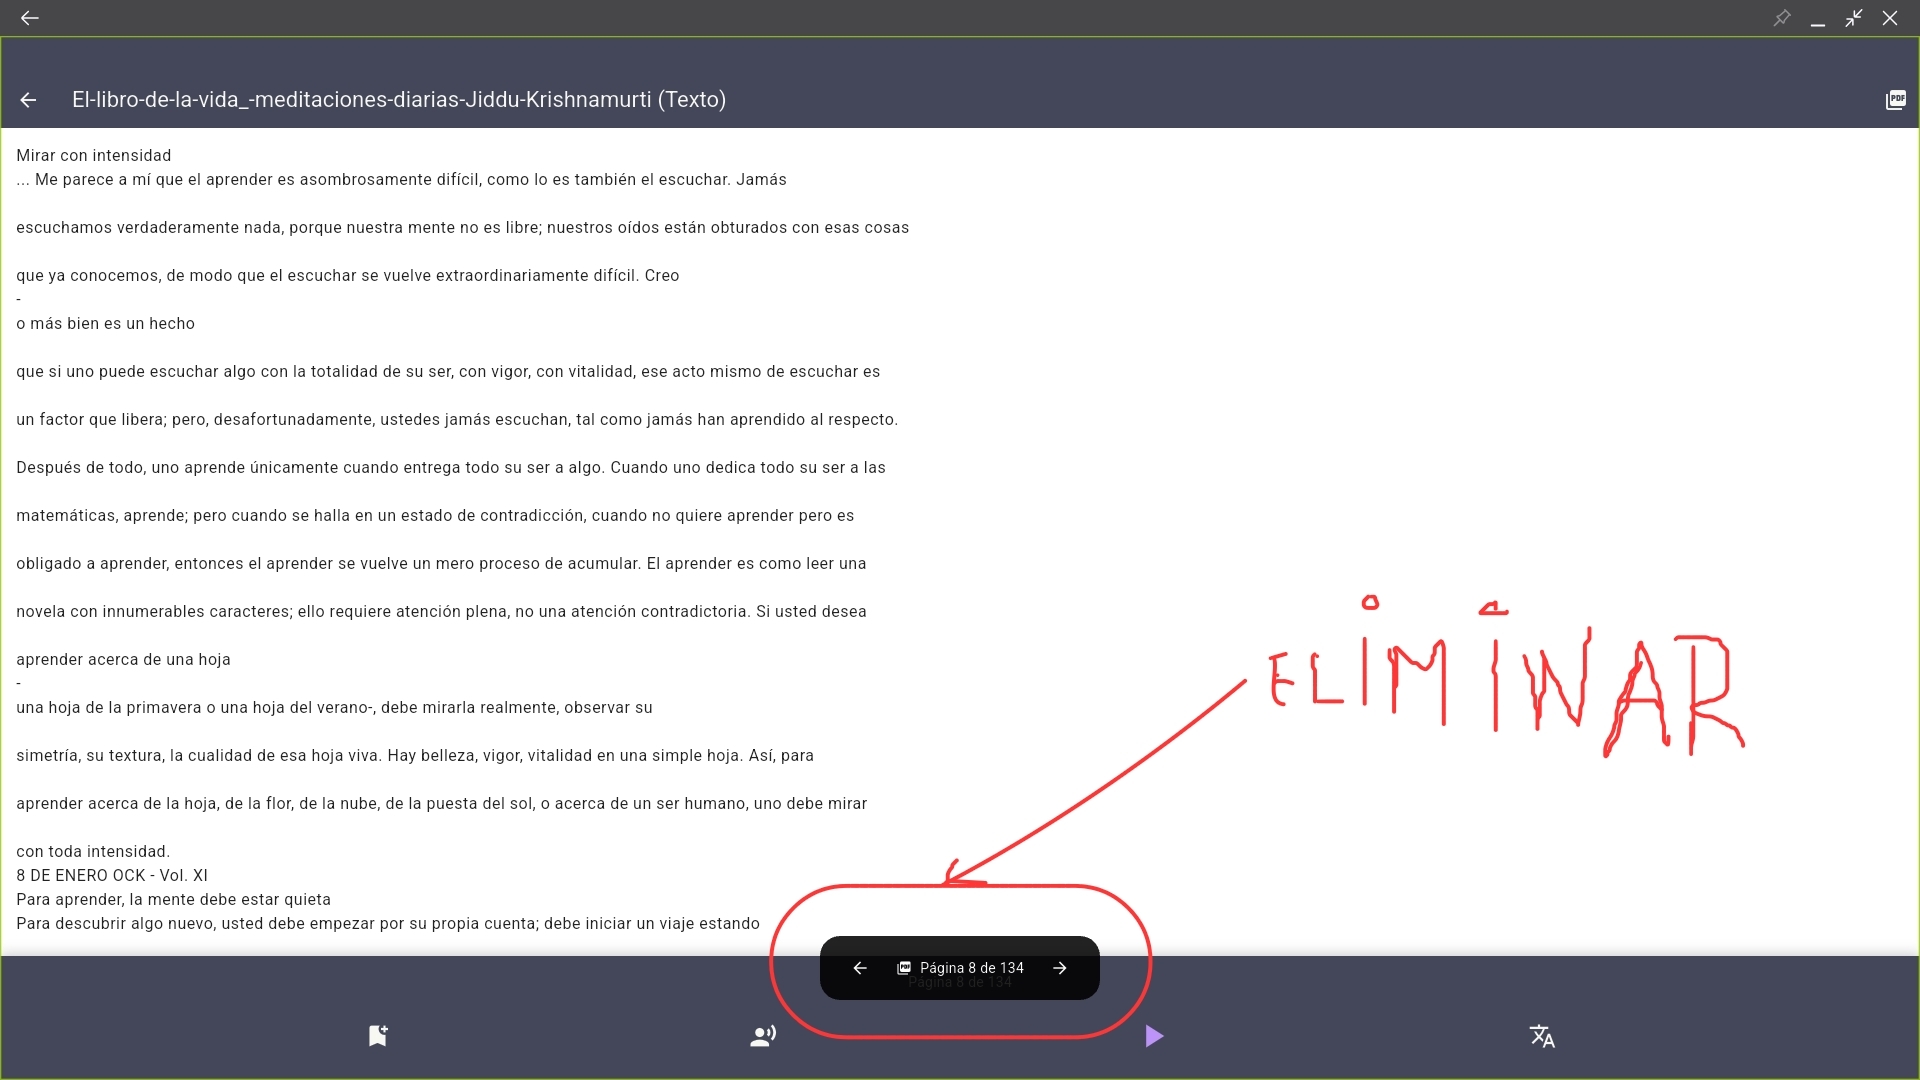 El-libro-de-la-vida_-meditaciones-diarias-Jiddu-Krishnamurti (Texto)
PDF
Mirar con intensidad
... Me parece a mí que el aprender es asombrosamente difícil, como lo es también el escuchar. Jamás
escuchamos verdaderamente nada, porque nuestra mente no es libre; nuestros oídos están obturados con esas cosas
que ya conocemos, de modo que el escuchar se vuelve extraordinariamente difícil. Creo
-
o más bien es un hecho
que si uno puede escuchar algo con la totalidad de su ser, con vigor, con vitalidad, ese acto mismo de escuchar es
un factor que libera; pero, desafortunadamente, ustedes jamás escuchan, tal como jamás han aprendido al respecto.
Después de todo, uno aprende únicamente cuando entrega todo su ser a algo. Cuando uno dedica todo su ser a las
matemáticas, aprende; pero cuando se halla en un estado de contradicción, cuando no quiere aprender pero es
obligado a aprender, entonces el aprender se vuelve un mero proceso de acumular. El aprender es como leer una
novela con innumerables caracteres; ello requiere atención plena, no una atención contradictoria. Si usted desea
aprender acerca de una hoja
-
una hoja de la primavera o una hoja del verano-, debe mirarla realmente, observar su
simetría, su textura, la cualidad de esa hoja viva. Hay belleza, vigor, vitalidad en una simple hoja. Así, para
aprender acerca de la hoja, de la flor, de la nube, de la puesta del sol, o acerca de un ser humano, uno debe mirar
con toda intensidad.
8 DE ENERO OCK - Vol. XI
Para aprender, la mente debe estar quieta
Para descubrir algo nuevo, usted debe empezar por su propia cuenta; debe iniciar un viaje estando
ELIMINAR
PDF Página 8 de 134
Página 8 de 134